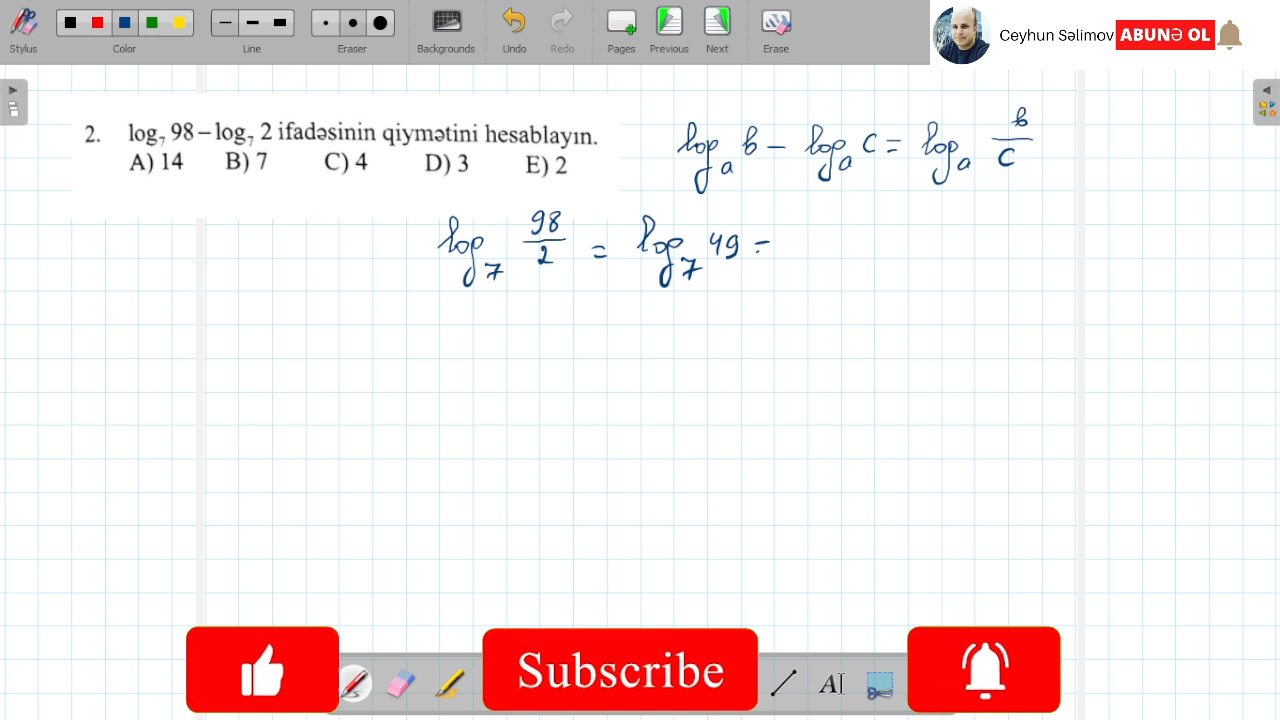 Stylus Color Line Eraser Backgrounds Undo Redo Pages Previous Next Erase
Ceyhun Səlimov ABUNƏ OL
2. log₇ 98 – log₇ 2 ifadəsinin qiymətini hesablayın.
A) 14 B) 7 C) 4 D) 3 E) 2
logₐ b – logₐ c = logₐ b/c
log₇ 98/2 = log₇ 49 =
Subscribe
A